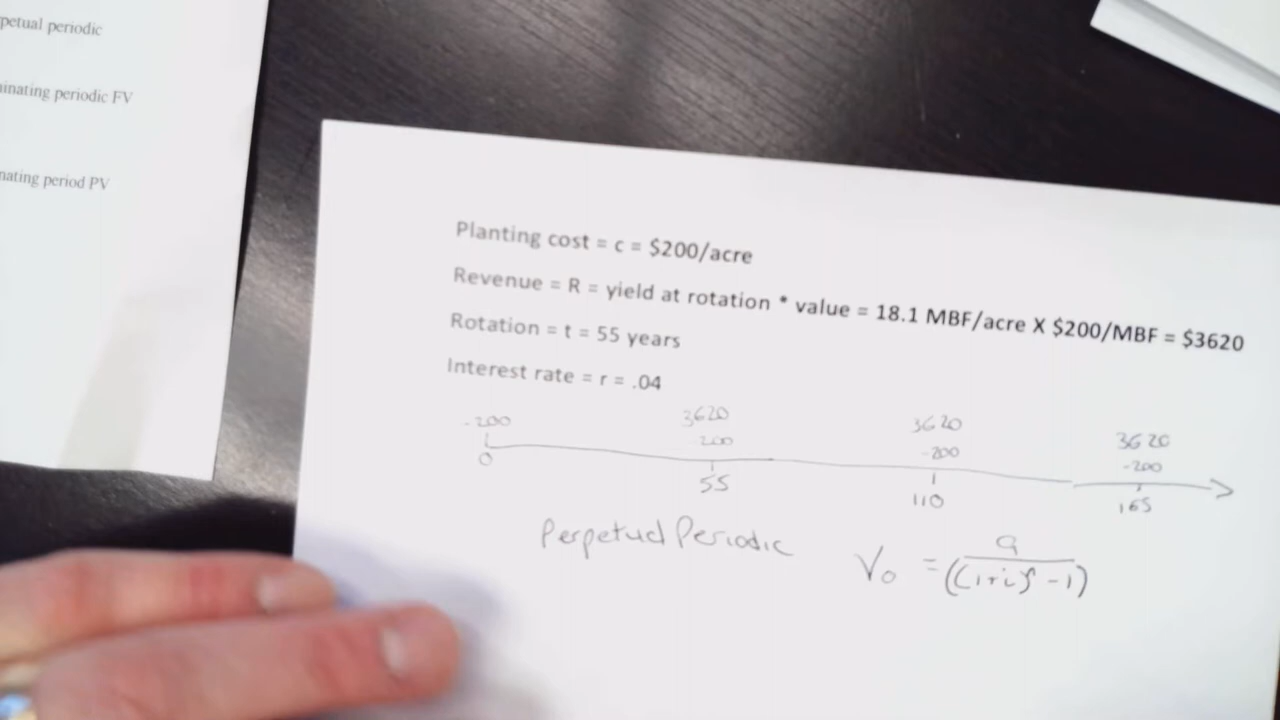 petual periodic
inating periodic FV
nating period PV
Planting cost = c = $200/acre
Revenue = R = yield at rotation * value = 18.1 MBF/acre X $200/MBF = $3620
Rotation = t = 55 years
Interest rate = r = .04
-200 3620 3620 3620
-200 -200 -200
0 55 110 165
Perpetual Periodic V₀ = a / ((1+i)ᵗ -1)